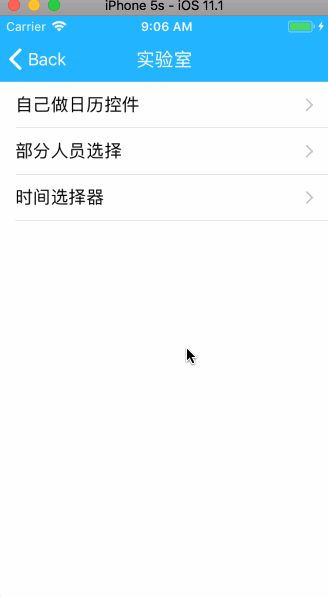 iPhone 5s - iOS 11.1
Carrier 9:06 AM
Back 实验室
自己做日历控件
部分人员选择
时间选择器